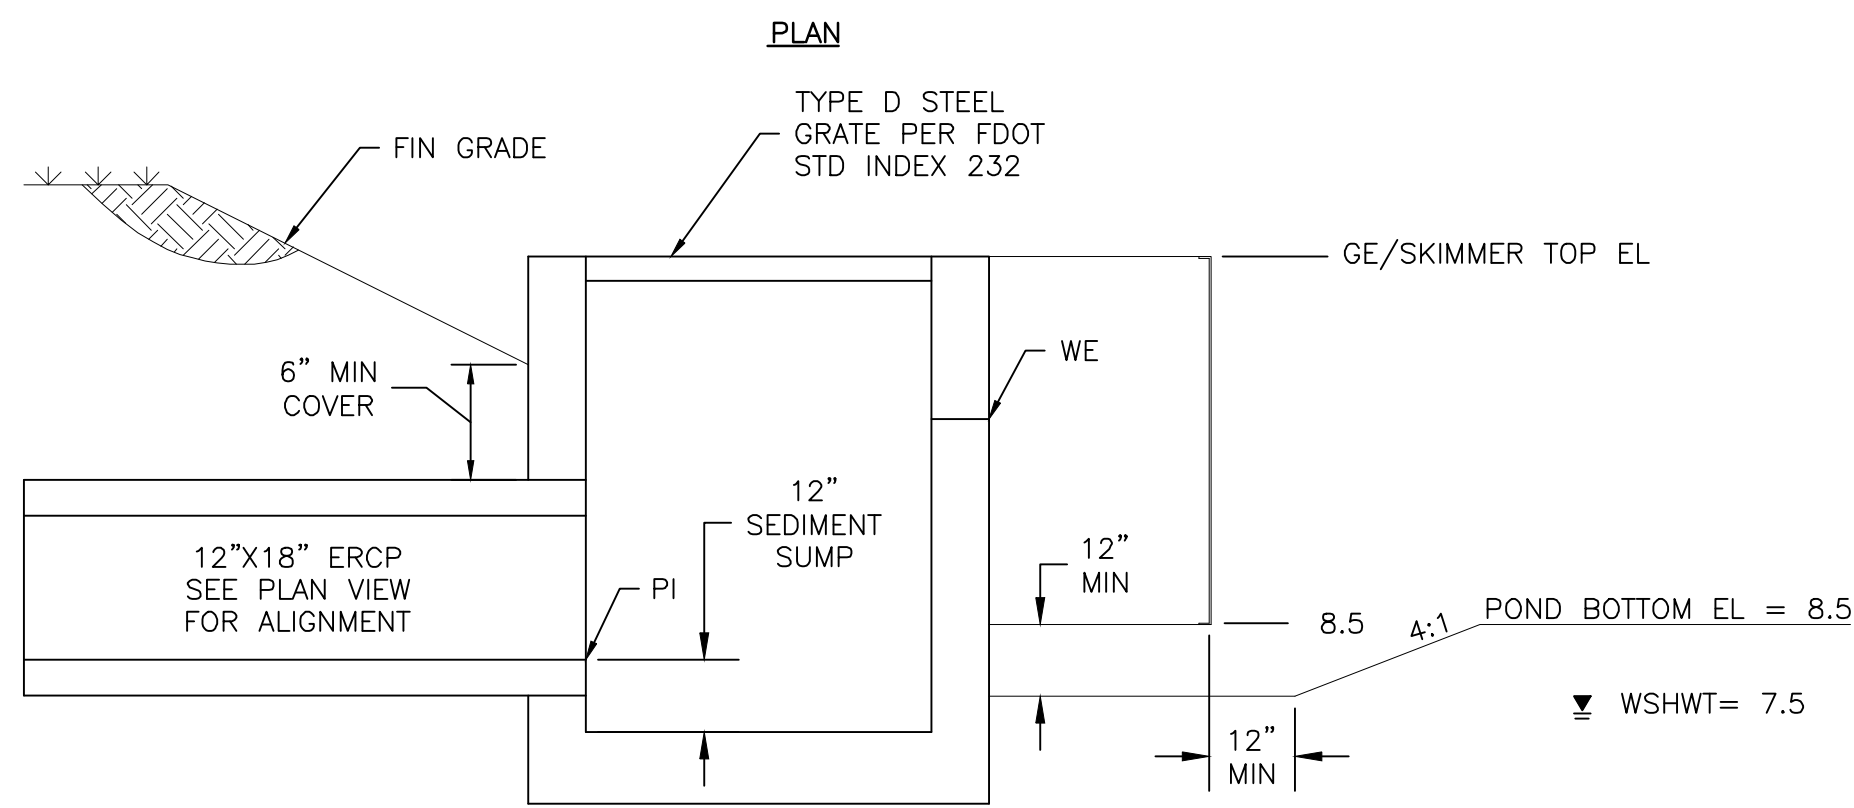 PLAN
TYPE D STEEL
GRATE PER FDOT
STD INDEX 232
FIN GRADE
GE/SKIMMER TOP EL
WE
6" MIN
COVER
12"
SEDIMENT
SUMP
12"X18" ERCP
SEE PLAN VIEW
FOR ALIGNMENT
PI
12"
MIN
8.5
4:1
POND BOTTOM EL = 8.5
WSHWT= 7.5
12"
MIN